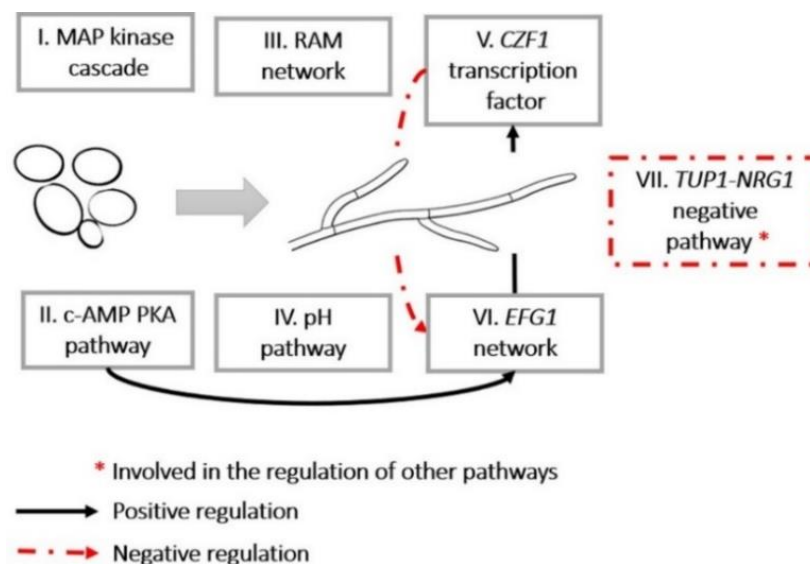 I. MAP kinase
cascade
III. RAM
network
V. CZF1
transcription
factor
VII. TUP1-NRG1
negative
pathway *
II. c-AMP PKA
pathway
IV. pH
pathway
VI. EFG1
network
* Involved in the regulation of other pathways
Positive regulation
Negative regulation